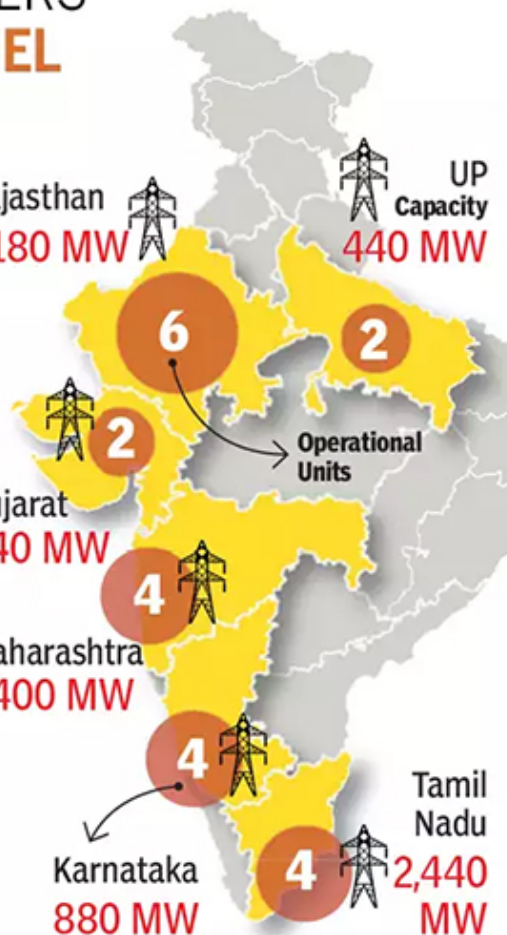 ERS
EL
UP
Capacity
440 MW
jasthan
180 MW
6
2
Operational
Units
2
jarat
40 MW
4
aharashtra
400 MW
4
Karnataka
880 MW
Tamil
Nadu
2,440
MW
4